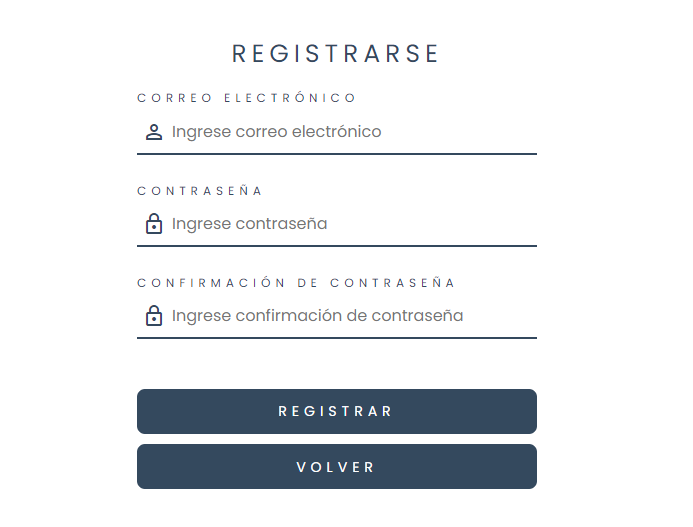 REGISTRARSE
CORREO ELECTRÓNICO
Ingrese correo electrónico
CONTRASEÑA
Ingrese contraseña
CONFIRMACIÓN DE CONTRASEÑA
Ingrese confirmación de contraseña
REGISTRAR
VOLVER